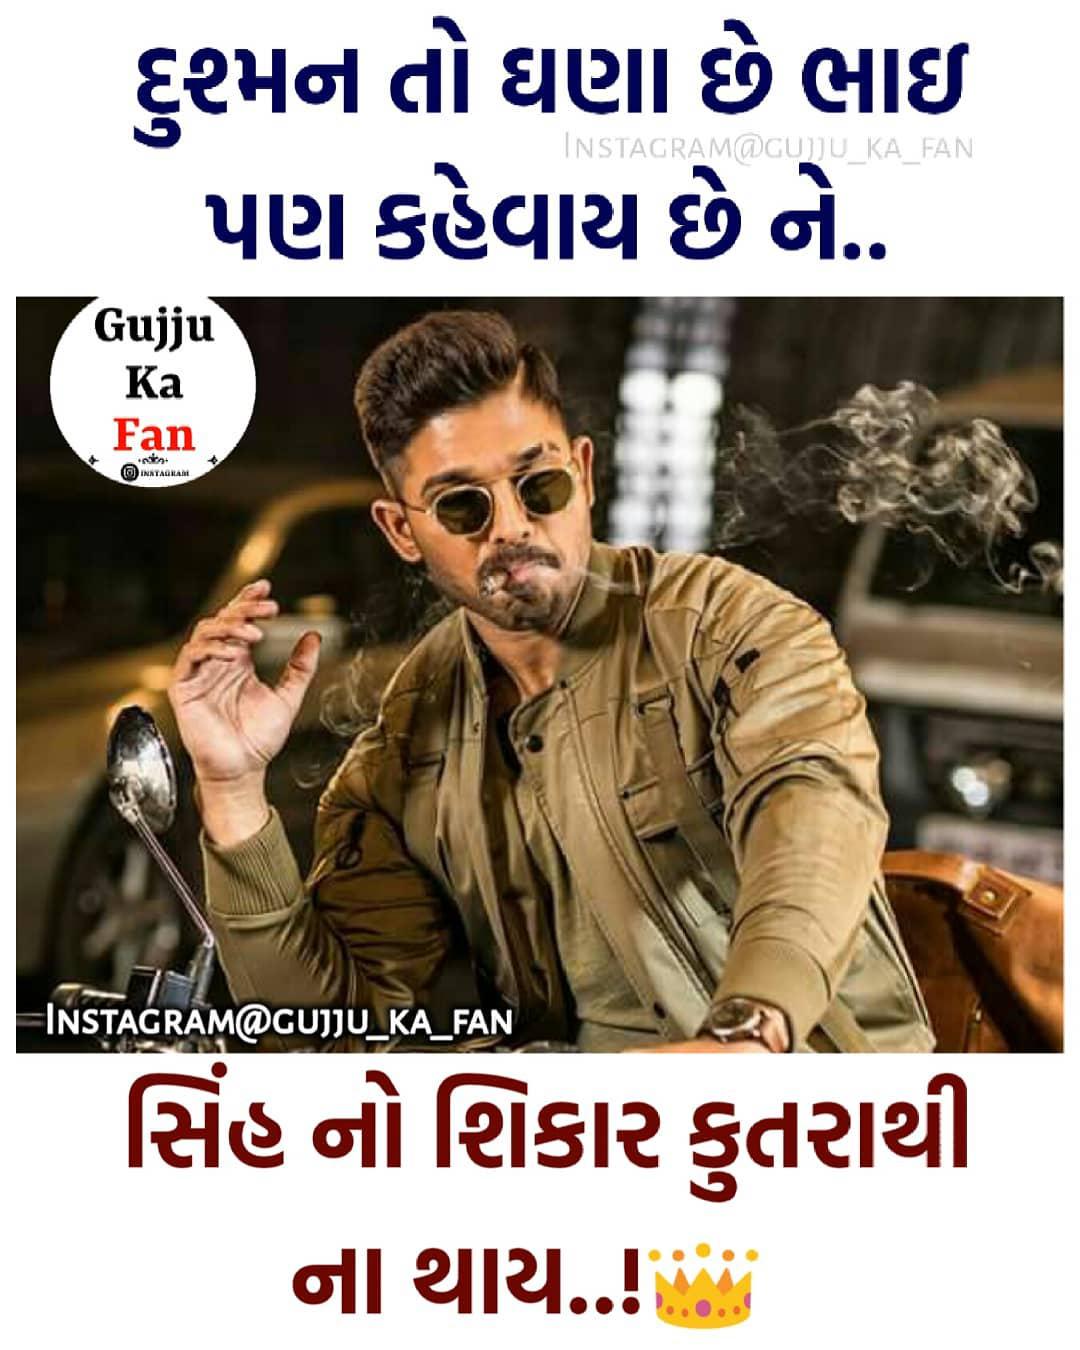 દુશ્મન તો ઘણા છે ભાઇ
INSTAGRAM@GUJJU_KA_FAN
પણ કહેવાય છે ને..
Gujju
Ka
Fan
INSTAGRAM
INSTAGRAM@GUJJU_KA_FAN
સિંહ નો શિકાર કુતરાથી
ના થાય..!